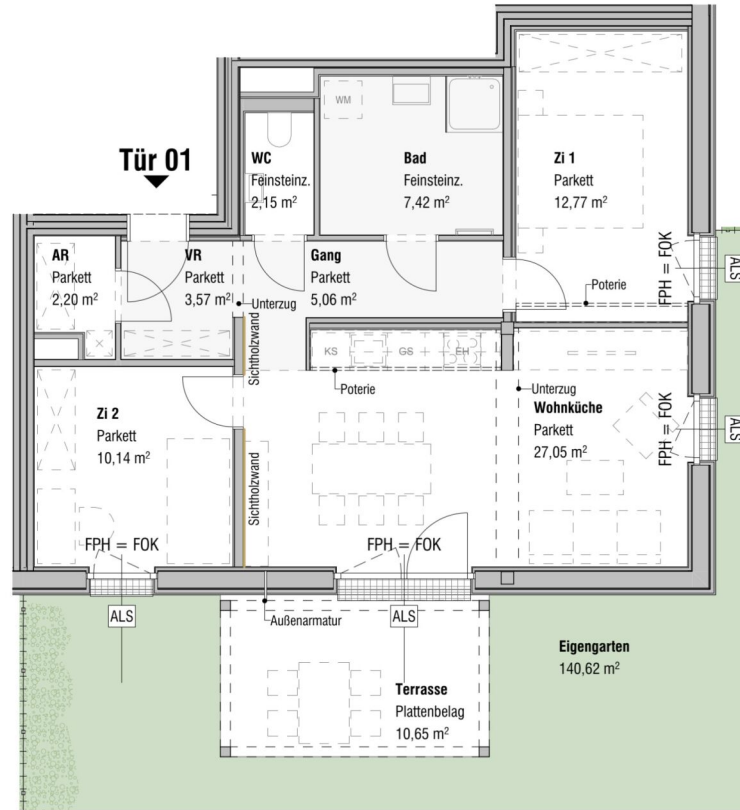 WM
Tür 01
WC
Feinsteinz.
2,15 m²
Bad
Feinsteinz.
7,42 m²
Zi 1
Parkett
12,77 m²
AR
Parkett
2,20 m²
VR
Parkett
3,57 m²
Gang
Parkett
5,06 m²
FPH = FOK
ALS
Unterzug
Poterie
Sichtholzwand
KS
GS
EH
Poterie
Unterzug
Zi 2
Parkett
10,14 m²
Wohnküche
Parkett
27,05 m²
FPH = FOK
ALS
Sichtholzwand
FPH = FOK
FPH = FOK
ALS
Außenarmatur
ALS
Eigengarten
140,62 m²
Terrasse
Plattenbelag
10,65 m²